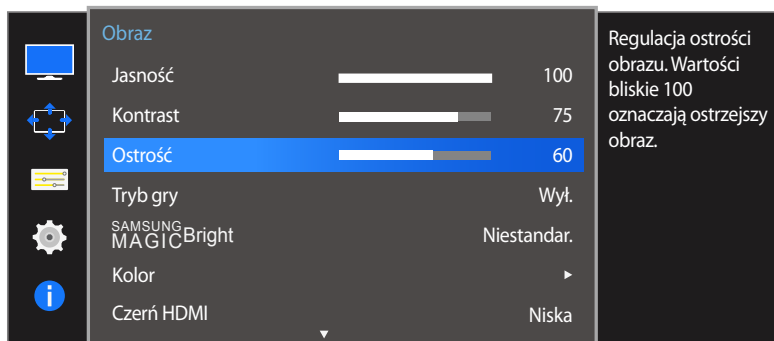 Obraz
Jasność 100
Kontrast 75
Ostrość 60
Tryb gry Wył.
SAMSUNG
MAGICBright Niestandar.
Kolor
Czerń HDMI Niska
Regulacja ostrości
obrazu. Wartości
bliskie 100
oznaczają ostrzejszy
obraz.